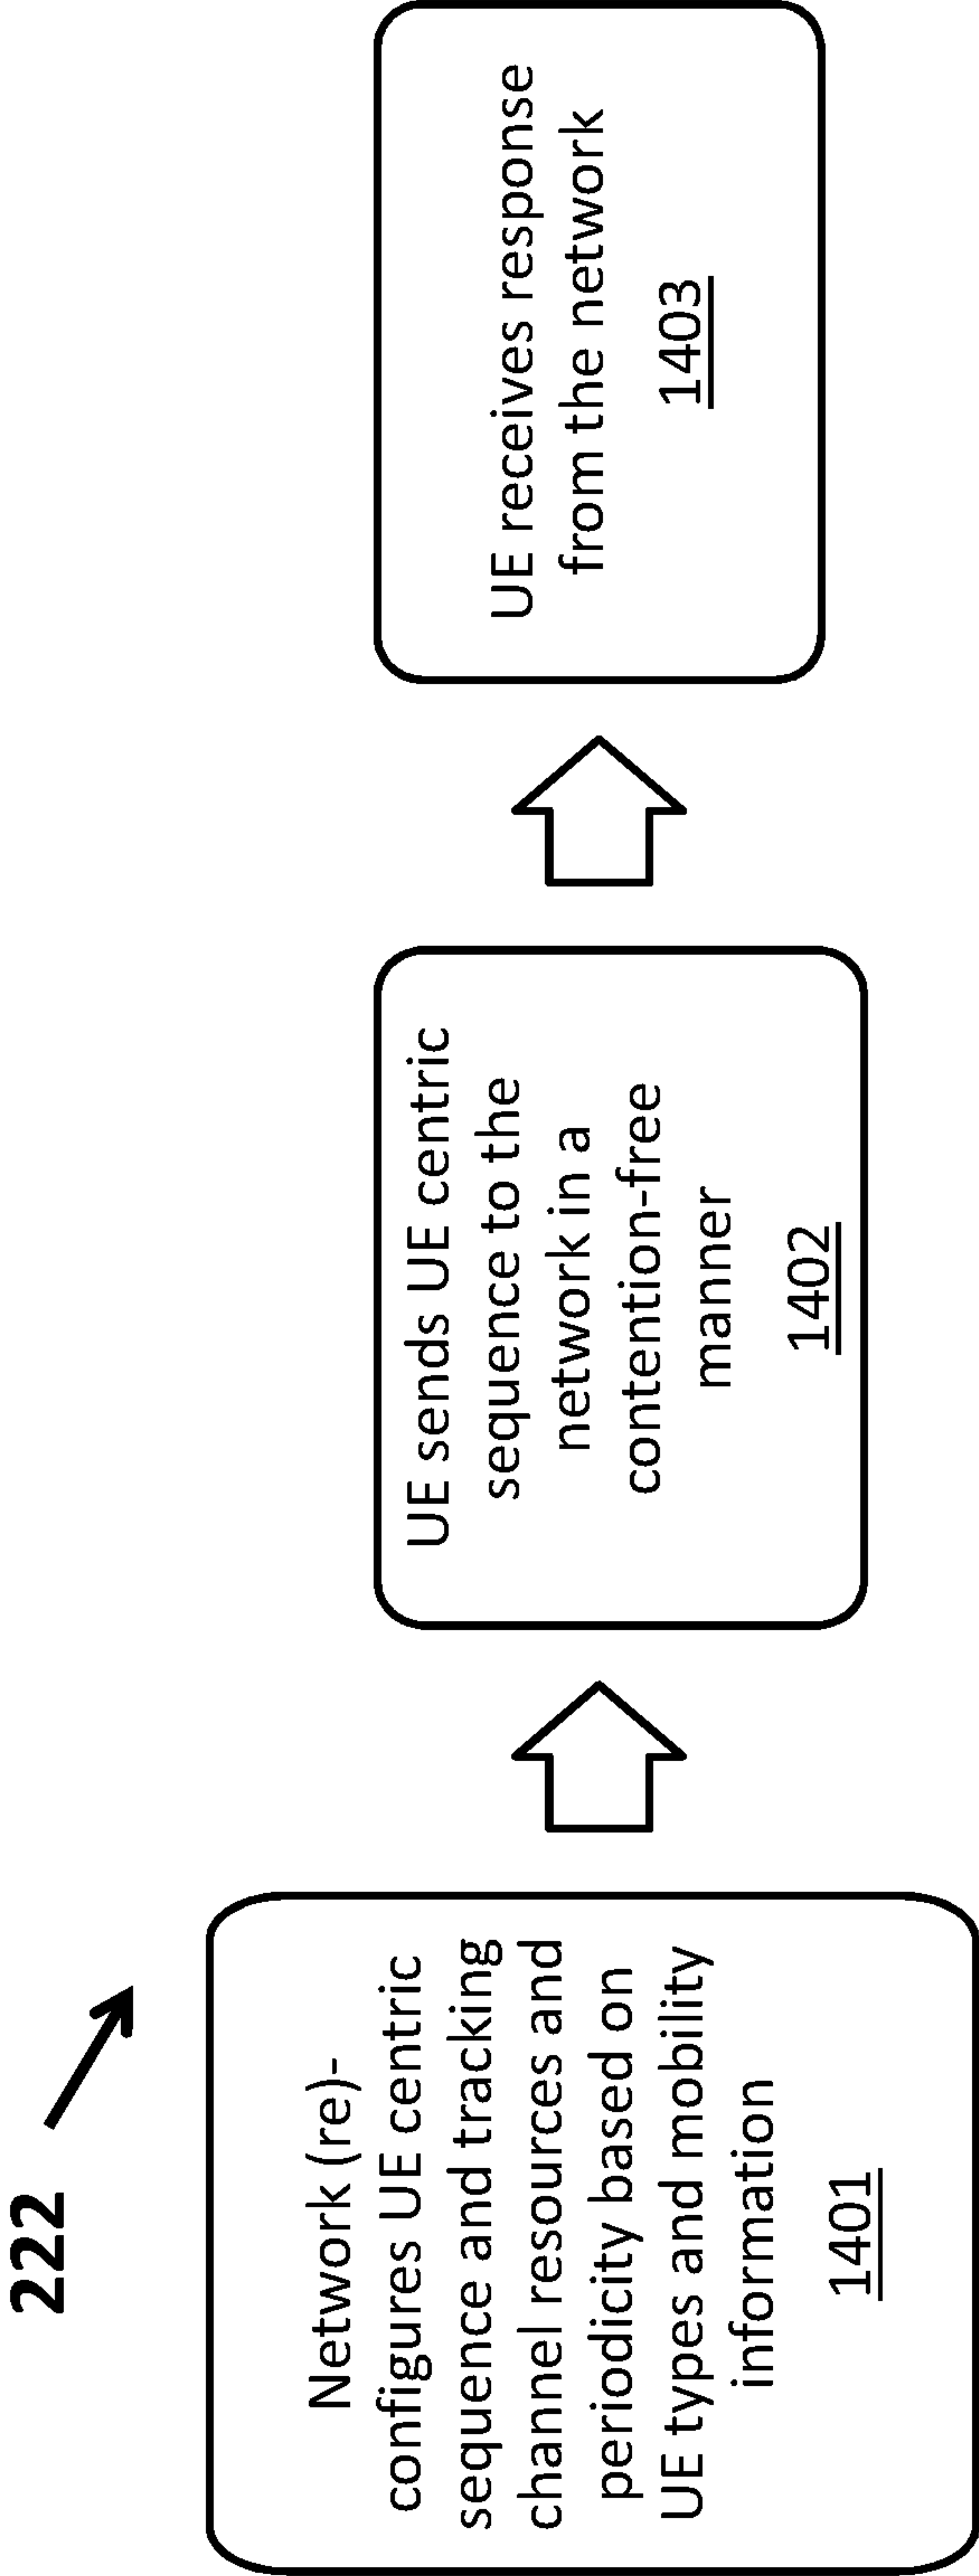 222
Network (re)-
configures UE centric
sequence and tracking
channel resources and
periodicity based on
UE types and mobility
information
1401
UE sends UE centric
sequence to the
network in a
contention-free
manner
1402
UE receives response
from the network
1403